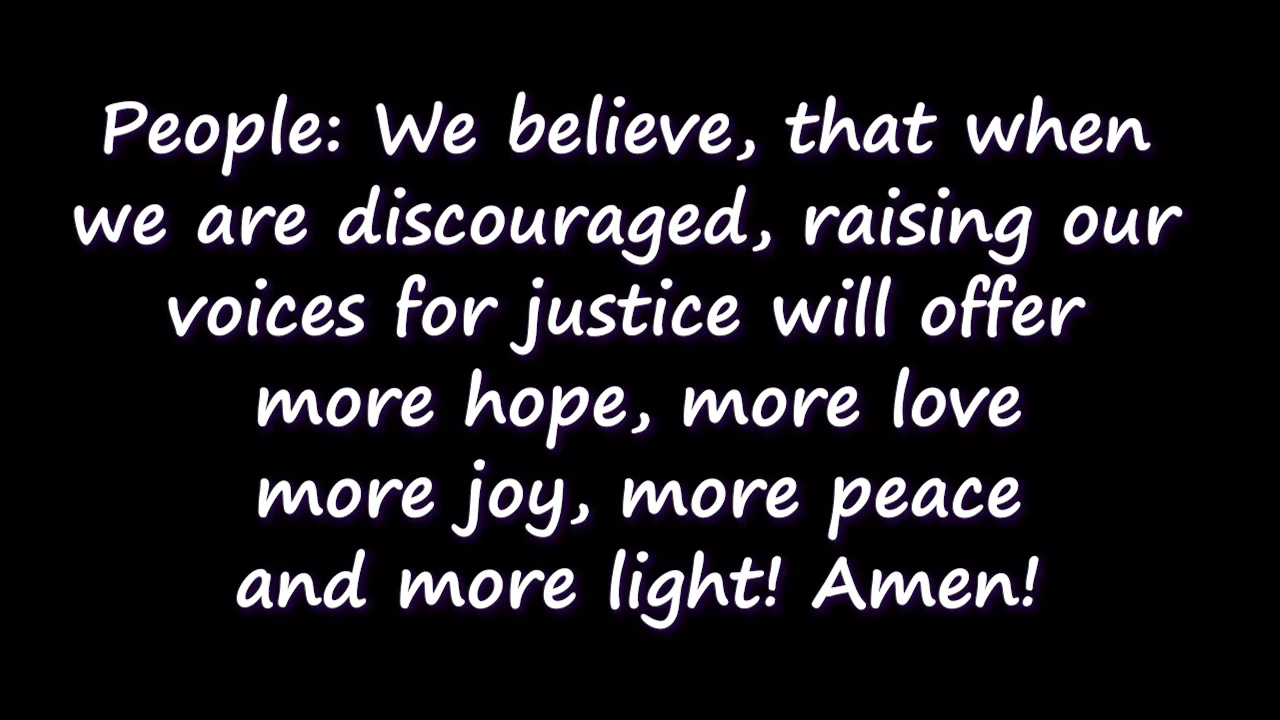 People: We believe, that when
we are discouraged, raising our
voices for justice will offer
more hope, more love
more joy, more peace
and more light! Amen!